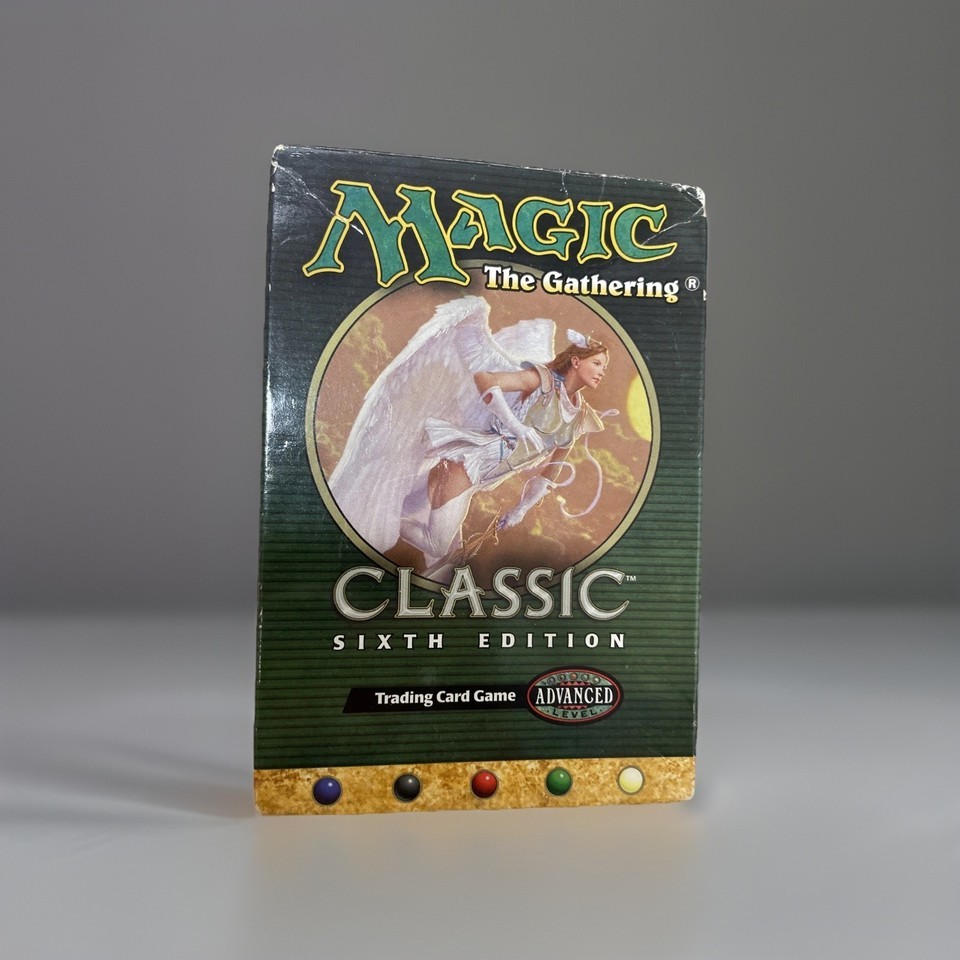 MAGIC
The Gathering®
CLASSIC™
SIXTH EDITION
Trading Card Game
ADVANCED
LEVEL